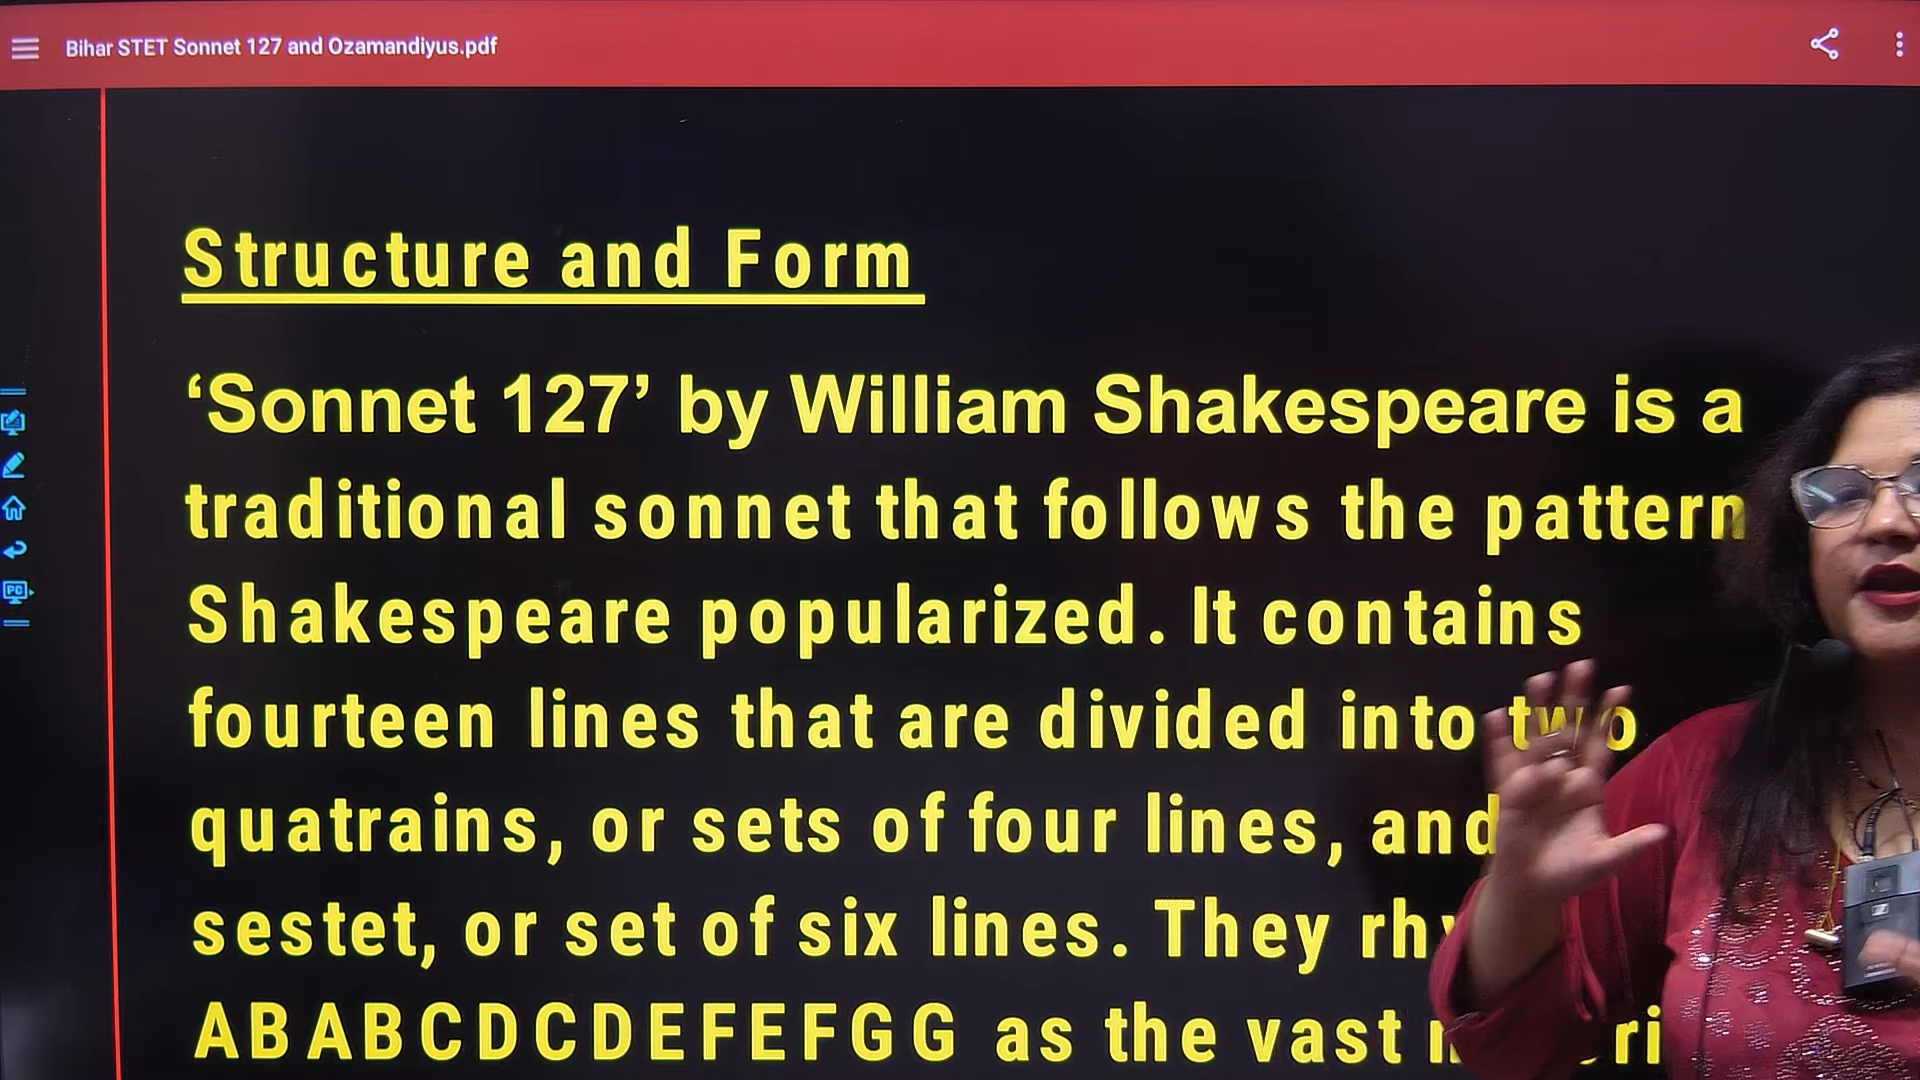 Bihar STET Sonnet 127 and Ozamandiyus.pdf
Structure and Form
‘Sonnet 127’ by William Shakespeare is a
traditional sonnet that follows the pattern
Shakespeare popularized. It contains
fourteen lines that are divided into two
quatrains, or sets of four lines, and
sestet, or set of six lines. They
ABABCDCDEFEFGG as the vast
PC